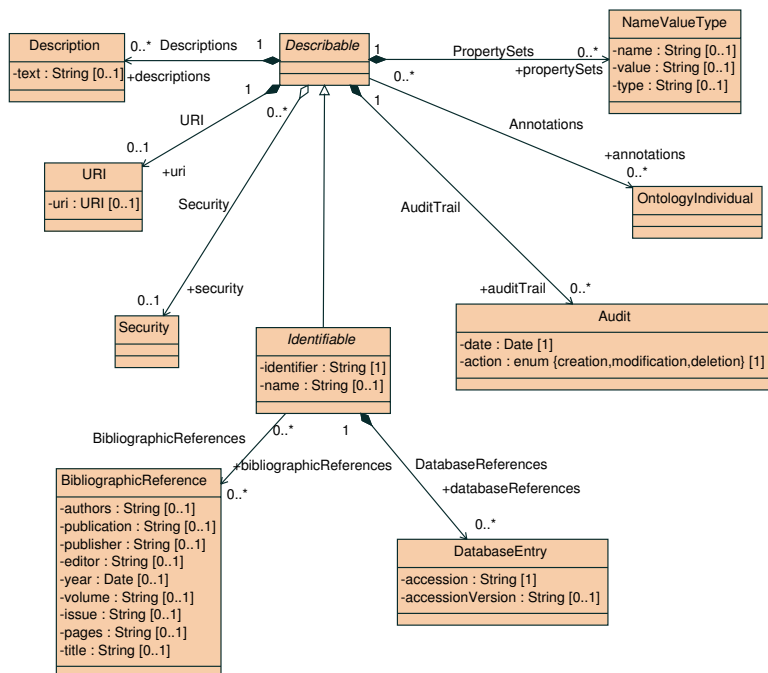 NameValueType
-name : String [0..1]
-value : String [0..1]
-type : String [0..1]
Description
-text : String [0..1]
0..*
Descriptions
1
+descriptions
Describable
1
PropertySets
0..*
+propertySets
1
0..*
1
0..*
URI
0..1
+uri
URI
-uri : URI [0..1]
Annotations
+annotations
0..*
OntologyIndividual
Security
+security
0..1
Security
AuditTrail
+auditTrail
0..*
Audit
-date : Date [1]
-action : enum {creation,modification,deletion} [1]
Identifiable
-identifier : String [1]
-name : String [0..1]
BibliographicReferences
0..*
+bibliographicReferences
0..*
1
DatabaseReferences
+databaseReferences
0..*
BibliographicReference
-authors : String [0..1]
-publication : String [0..1]
-publisher : String [0..1]
-editor : String [0..1]
-year : Date [0..1]
-volume : String [0..1]
-issue : String [0..1]
-pages : String [0..1]
-title : String [0..1]
DatabaseEntry
-accession : String [1]
-accessionVersion : String [0..1]